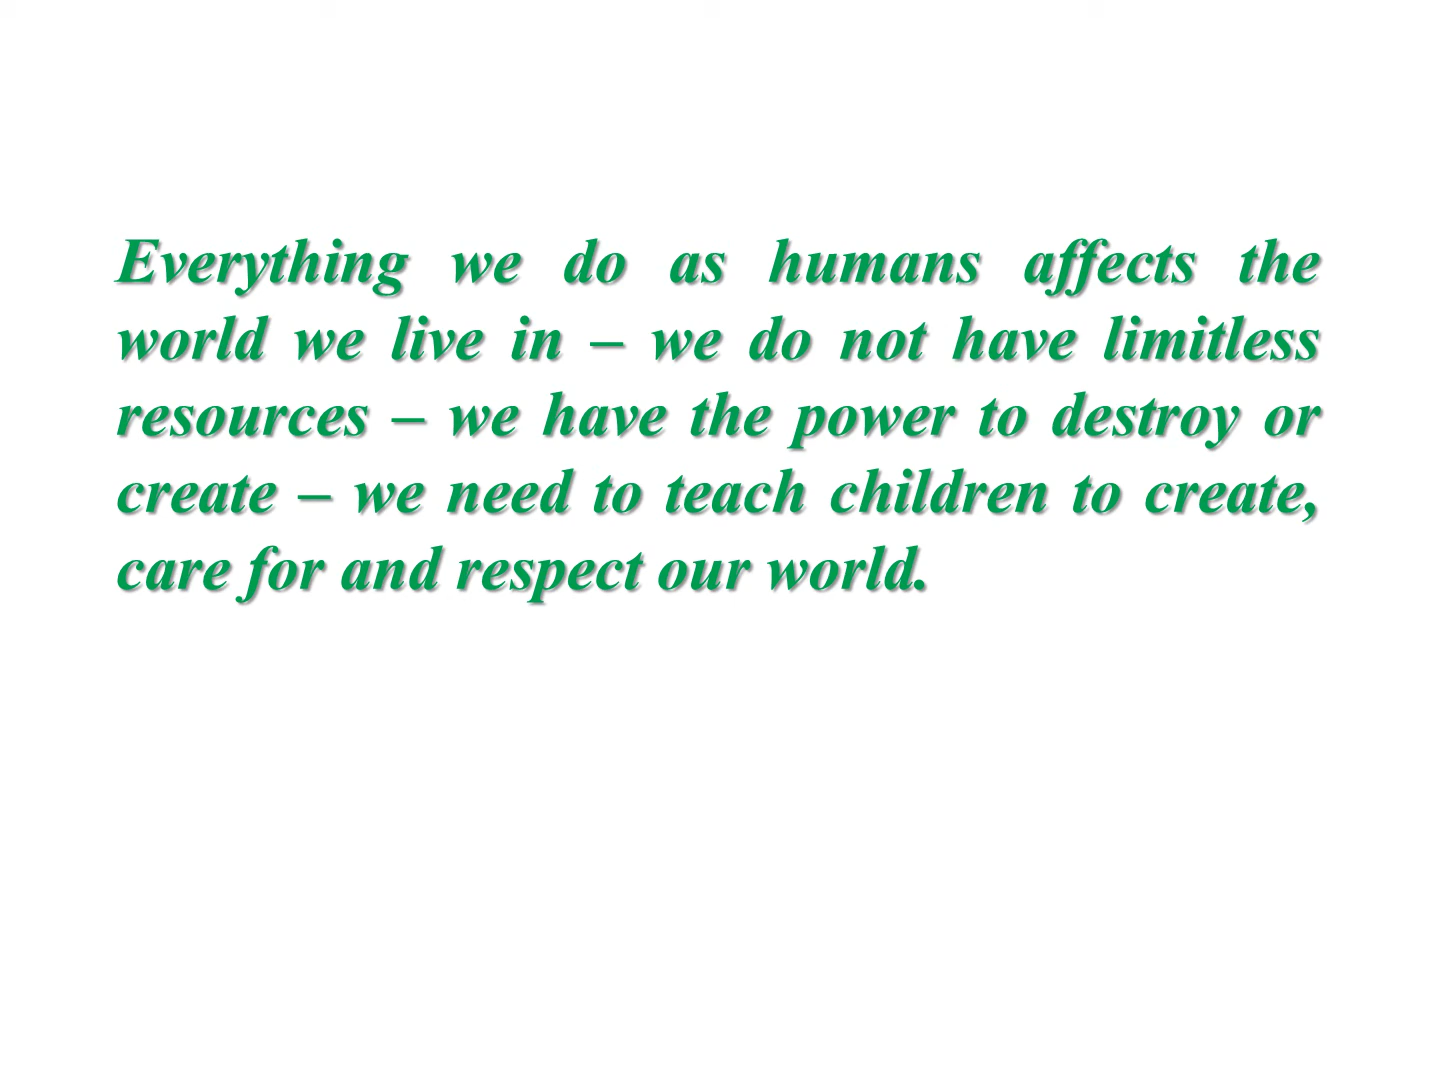 Everything we do as humans affects the
world we live in – we do not have limitless
resources – we have the power to destroy or
create – we need to teach children to create,
care for and respect our world.